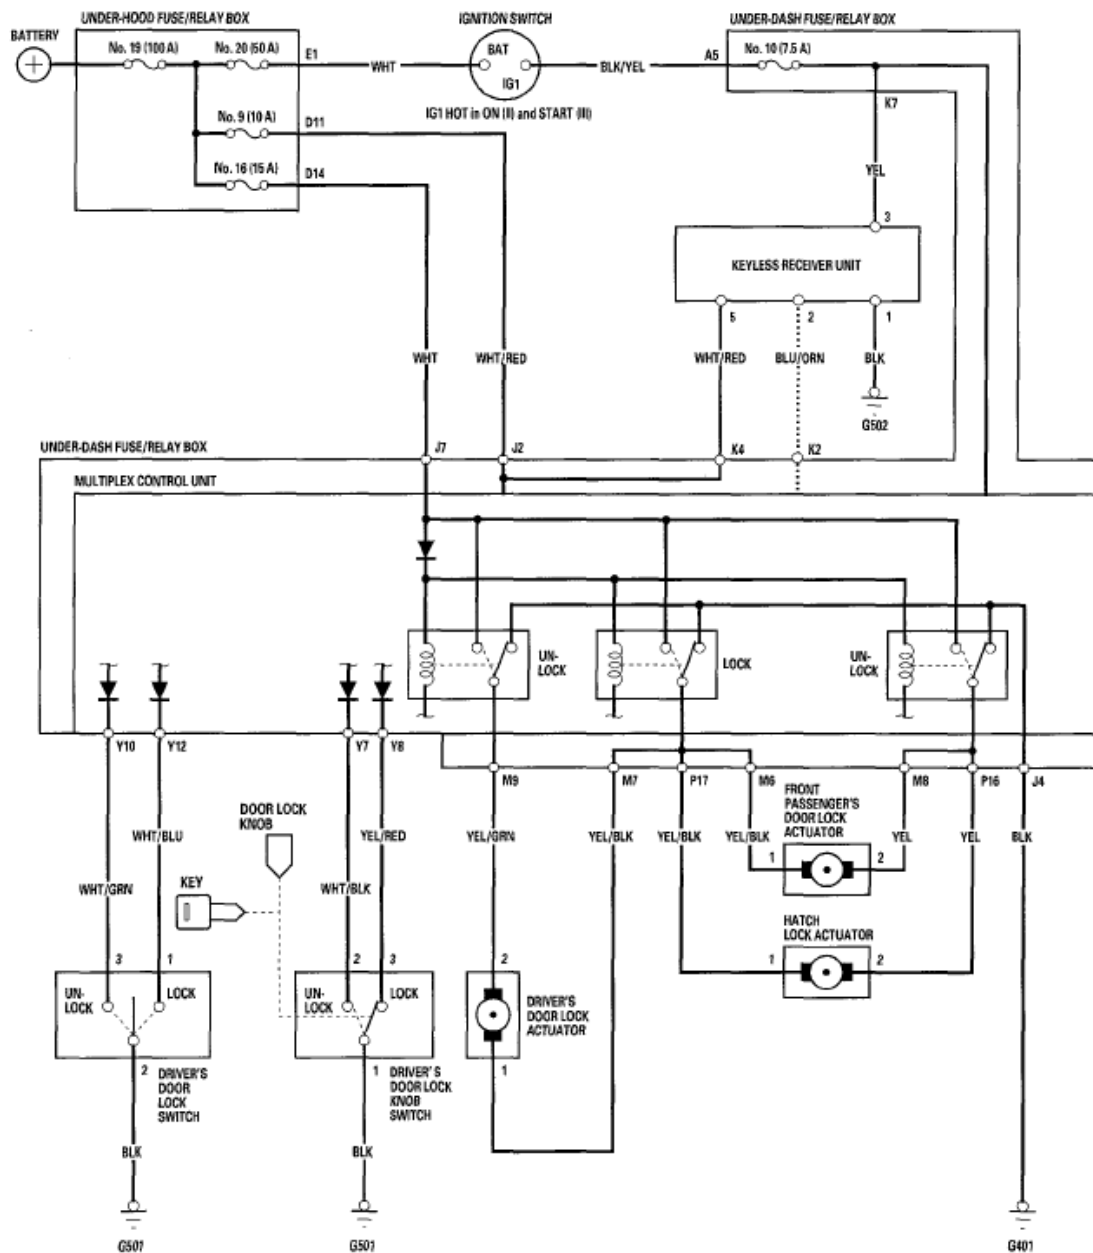 UNDER-HOOD FUSE/RELAY BOX
IGNITION SWITCH
UNDER-DASH FUSE/RELAY BOX
BATTERY
No. 19 (100 A)
No. 20 (50 A)
E1
WHT
BAT
IG1
BLK/YEL
A5
No. 10 (7.5 A)
IG1 HOT in ON (II) and START (III)
K7
No. 9 (10 A)
D11
No. 16 (15 A)
D14
YEL
3
KEYLESS RECEIVER UNIT
5
2
1
WHT
WHT/RED
WHT/RED
BLU/ORN
BLK
G502
UNDER-DASH FUSE/RELAY BOX
J7
J2
K4
K2
MULTIPLEX CONTROL UNIT
UN-
LOCK
LOCK
UN-
LOCK
Y10
Y12
Y7
Y8
M9
M7
P17
M6
M8
P16
J4
DOOR LOCK
KNOB
FRONT
PASSENGER'S
DOOR LOCK
ACTUATOR
WHT/BLU
YEL/RED
YEL/GRN
YEL/BLK
YEL/BLK
YEL/BLK
YEL
YEL
BLK
1
2
WHT/GRN
KEY
WHT/BLK
HATCH
LOCK ACTUATOR
3
1
2
3
2
1
2
UN-
LOCK
LOCK
UN-
LOCK
LOCK
DRIVER'S
DOOR LOCK
ACTUATOR
2
DRIVER'S
DOOR
LOCK
SWITCH
1
DRIVER'S
DOOR LOCK
KNOB
SWITCH
1
BLK
BLK
G501
G501
G401